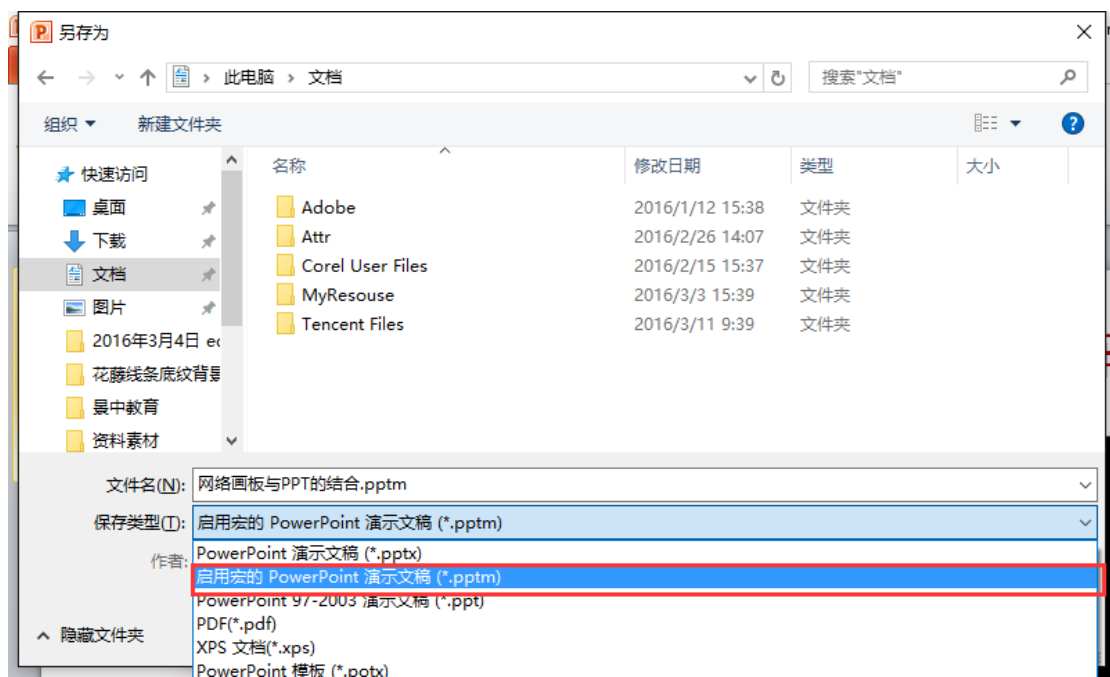 另存为
此电脑 > 文档
搜索"文档"
组织
新建文件夹
快速访问
桌面
下载
文档
图片
2016年3月4日
花藤线条底纹背景
景中教育
资料素材
名称 修改日期 类型 大小
Adobe 2016/1/12 15:38 文件夹
Attr 2016/2/26 14:07 文件夹
Corel User Files 2016/2/15 15:37 文件夹
MyResouse 2016/3/3 15:39 文件夹
Tencent Files 2016/3/11 9:39 文件夹
文件名(N): 网络画板与PPT的结合.pptm
保存类型(T): 启用宏的 PowerPoint 演示文稿 (*.pptm)
作者:
PowerPoint 演示文稿 (*.pptx)
启用宏的 PowerPoint 演示文稿 (*.pptm)
PowerPoint 97-2003 演示文稿 (*.ppt)
PDF(*.pdf)
XPS 文档(*.xps)
PowerPoint 模板 (*.potx)
隐藏文件夹